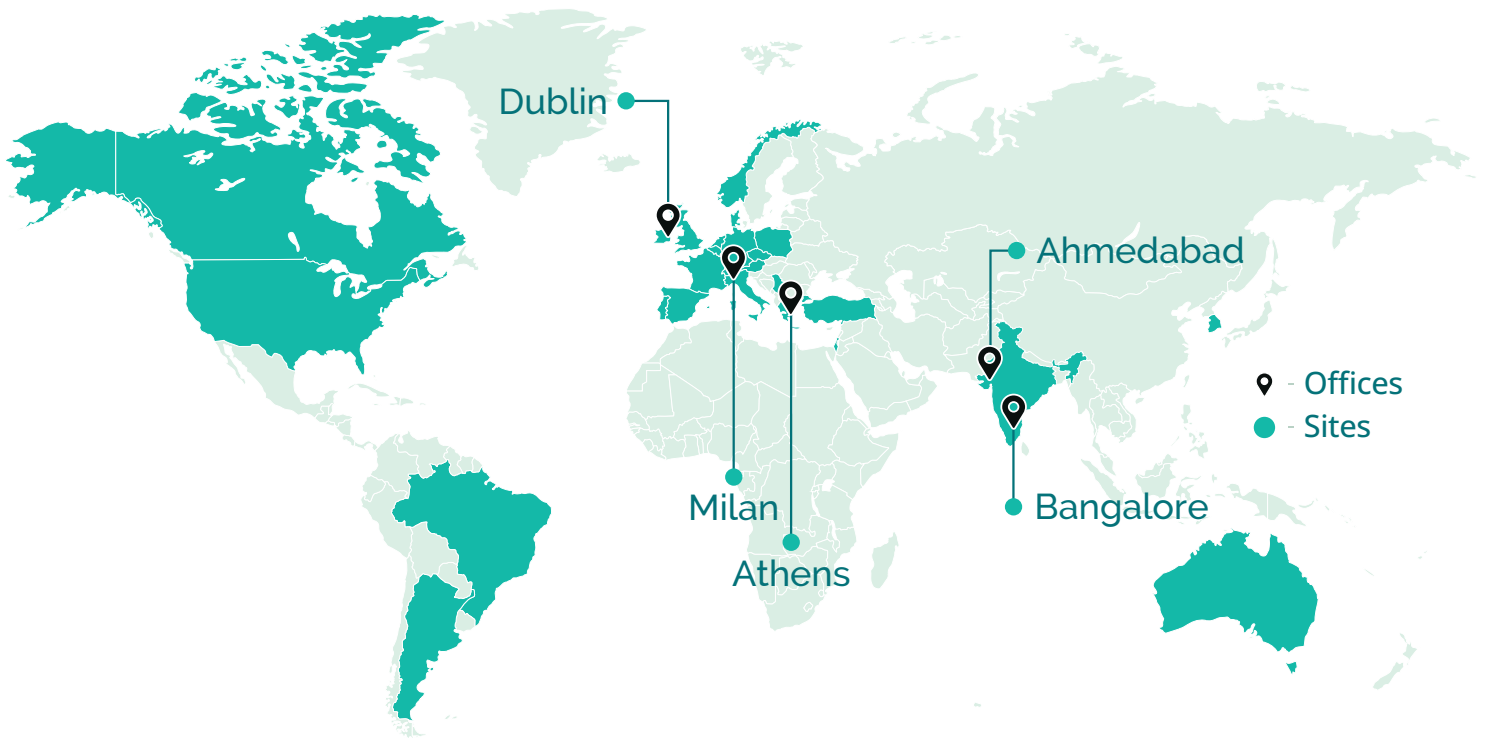 Dublin
Ahmedabad
- Offices
- Sites
Milan
Bangalore
Athens